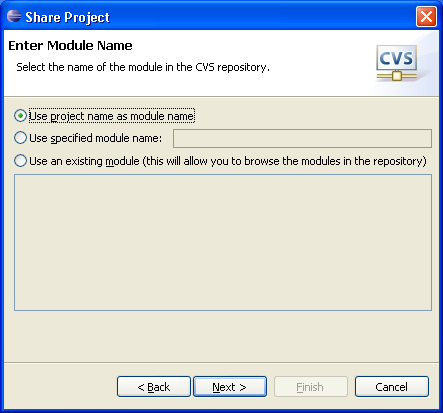 Share Project
Enter Module Name
Select the name of the module in the CVS repository.
CVS
Use project name as module name
Use specified module name:
Use an existing module (this will allow you to browse the modules in the repository)
< Back
Next >
Finish
Cancel